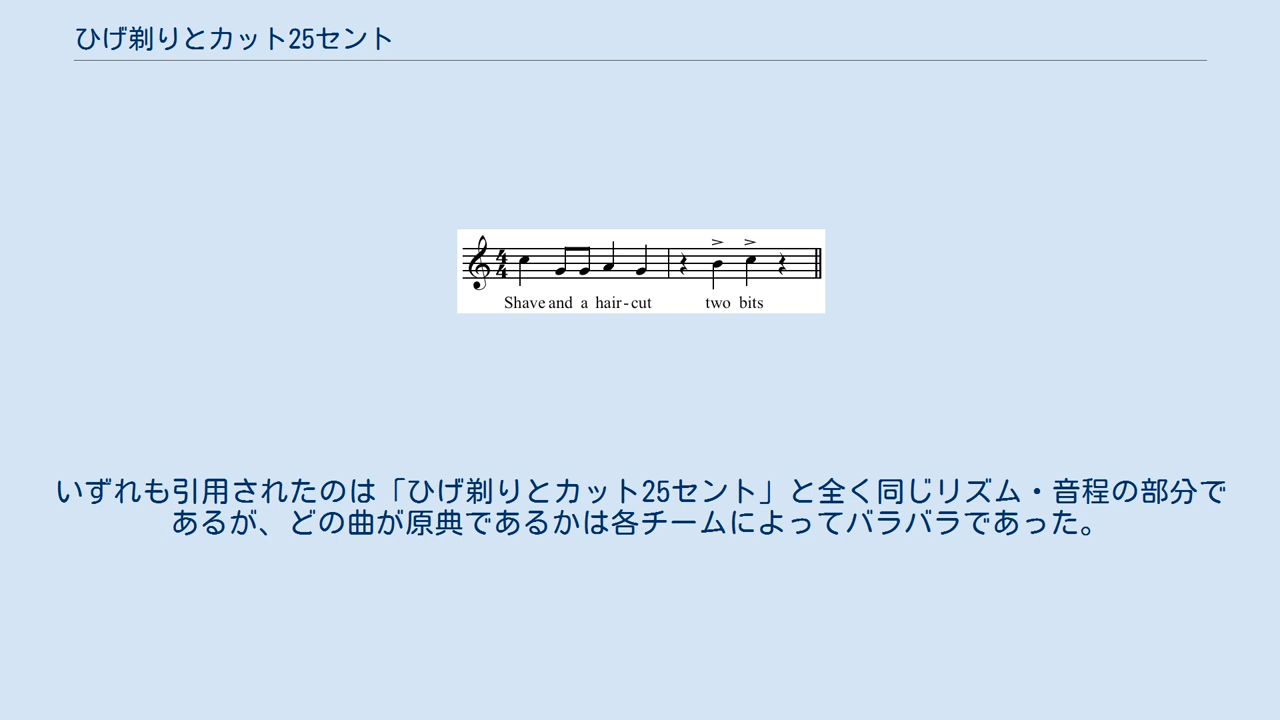 ひげ剃りとカット25セント
Shave and a hair-cut two bits
いずれも引用されたのは「ひげ剃りとカット25セント」と全く同じリズム・音程の部分で
あるが、どの曲が原典であるかは各チームによってバラバラであった。